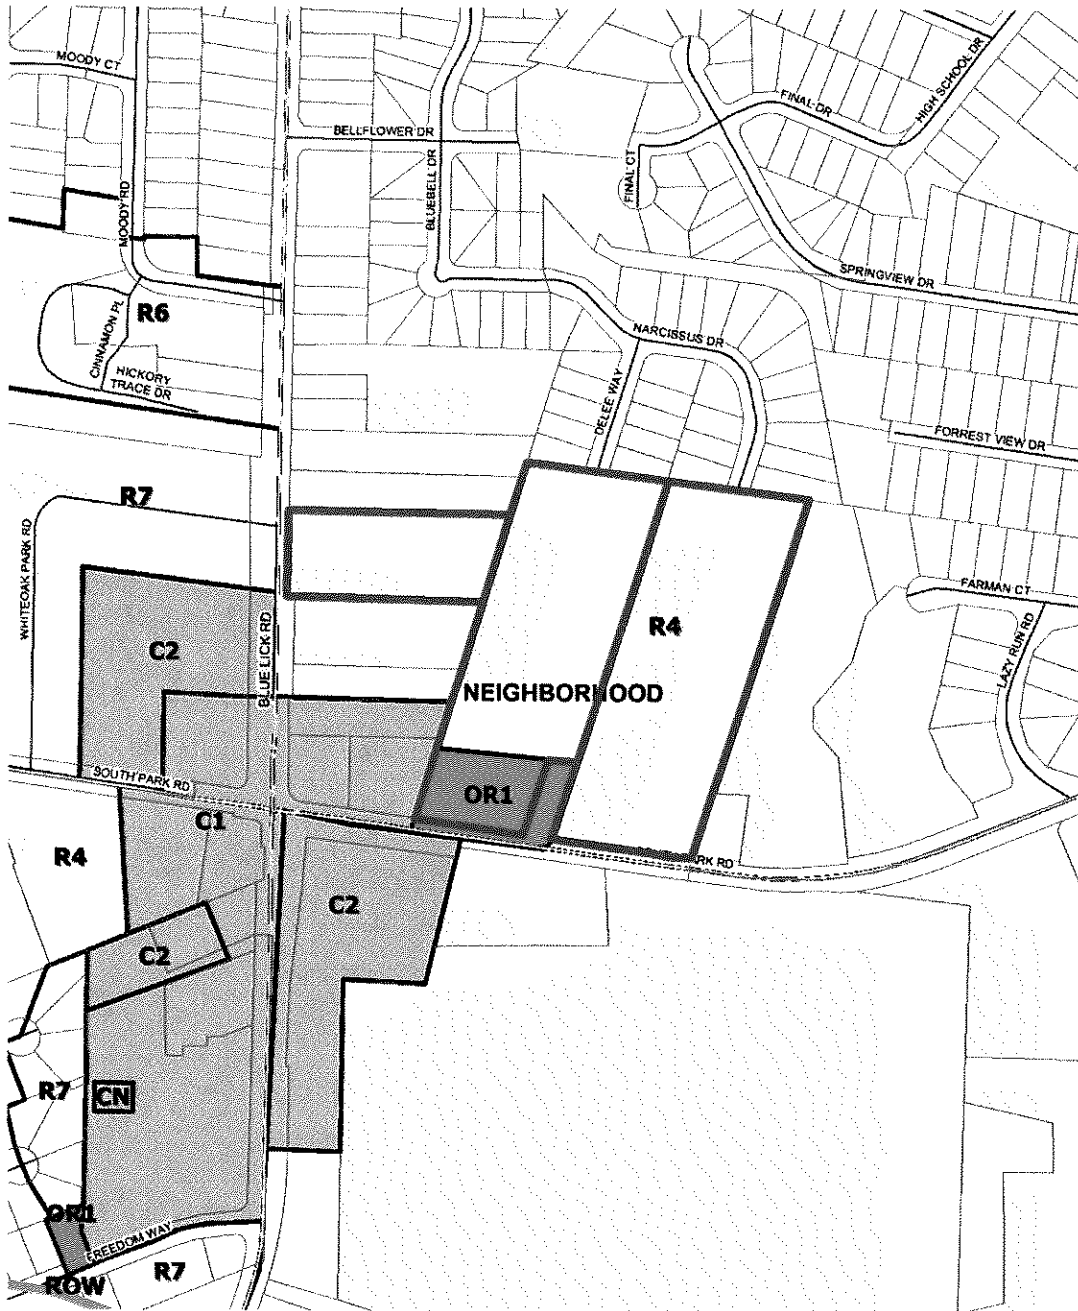 MOODY CT
HIGH SCHOOL DR
FINAL DR
BELLFLOWER DR
FINAL CT
BLUEBELL DR
MOODY RD
SPRINGVIEW DR
CINNAMON PL
R6
NARCISSUS DR
HICKORY
TRACE DR
DELEE WAY
FORREST VIEW DR
R7
WHITEOAK PARK RD
FARMAN CT
BLUE LICK RD
R4
LAZY RUN RD
C2
NEIGHBORHOOD
SOUTH PARK RD
OR1
C1
R4
RK RD
C2
C2
R7
CN
OR1
FREEDOM WAY
R7
ROW